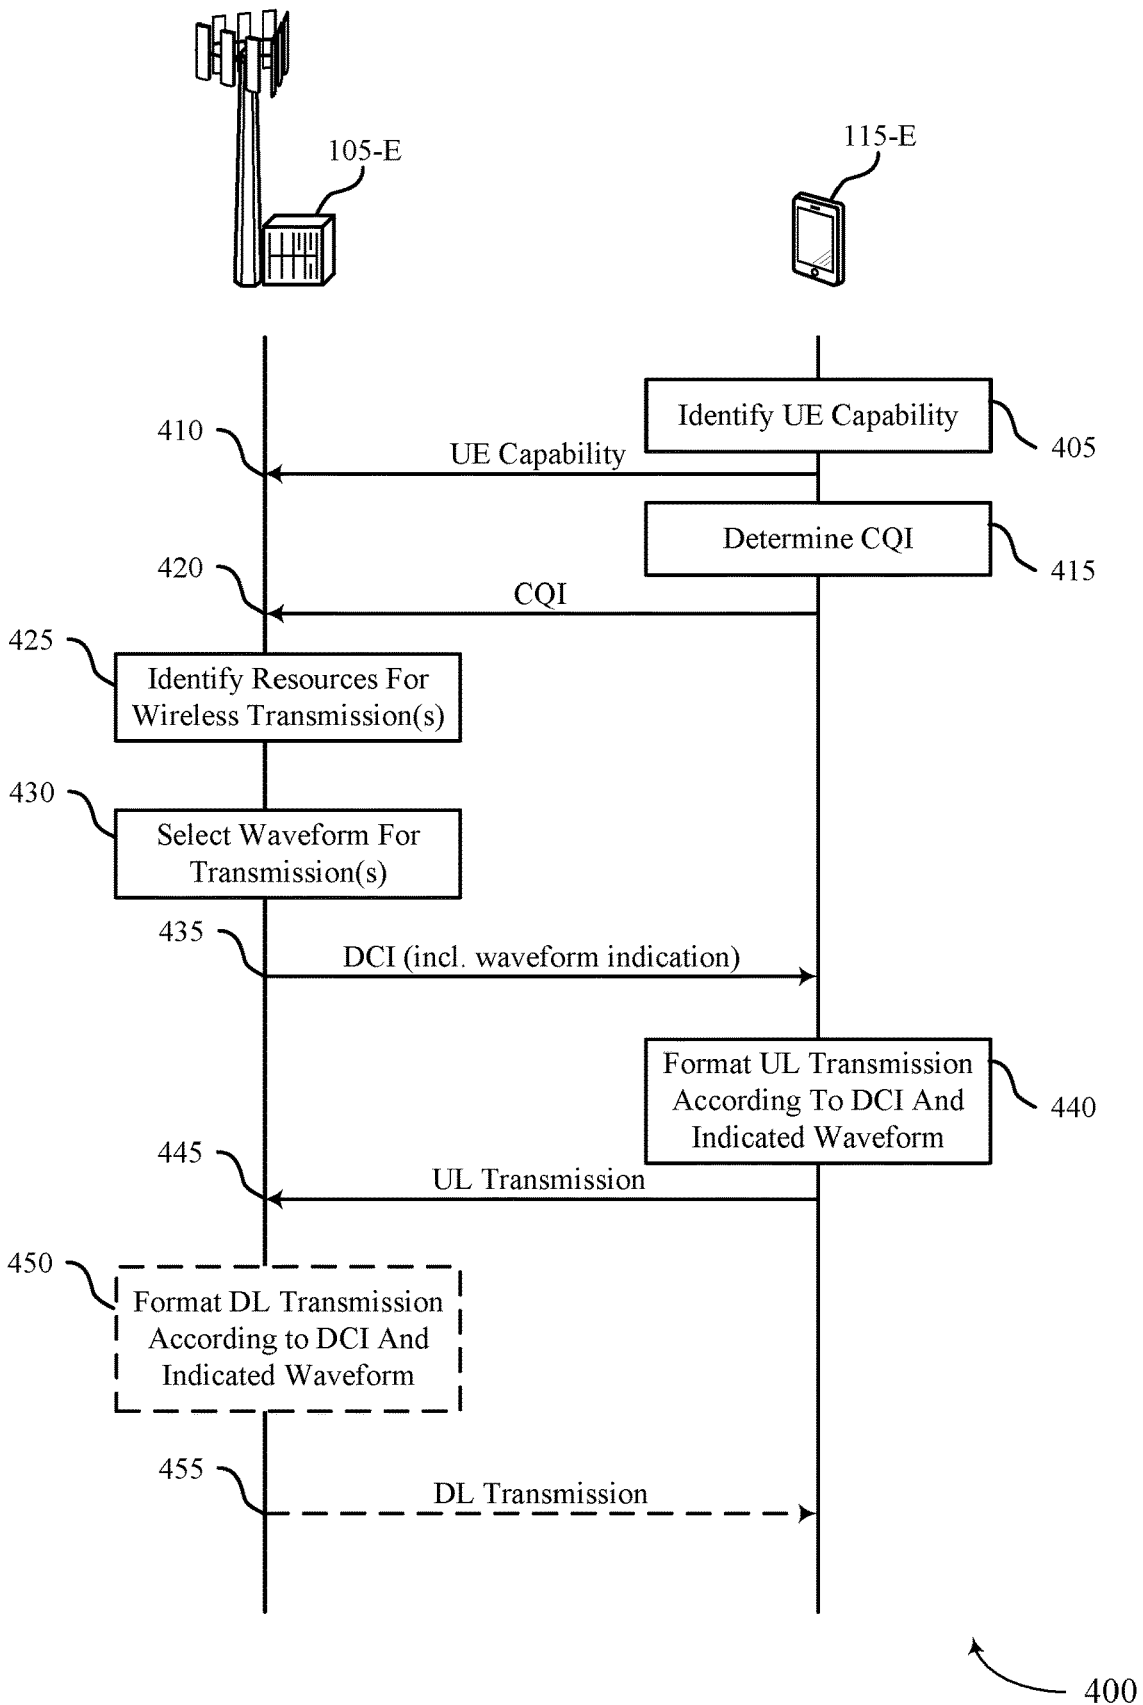 105-E
115-E
Identify UE Capability
405
410
UE Capability
Determine CQI
415
420
CQI
425
Identify Resources For
Wireless Transmission(s)
430
Select Waveform For
Transmission(s)
435
DCI (incl. waveform indication)
Format UL Transmission
According To DCI And
Indicated Waveform
440
445
UL Transmission
450
Format DL Transmission
According to DCI And
Indicated Waveform
455
DL Transmission
400